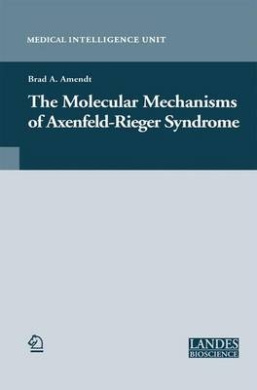 MEDICAL INTELLIGENCE UNIT
Brad A. Amendt
The Molecular Mechanisms
of Axenfeld-Rieger Syndrome
LANDES
BIOSCIENCE